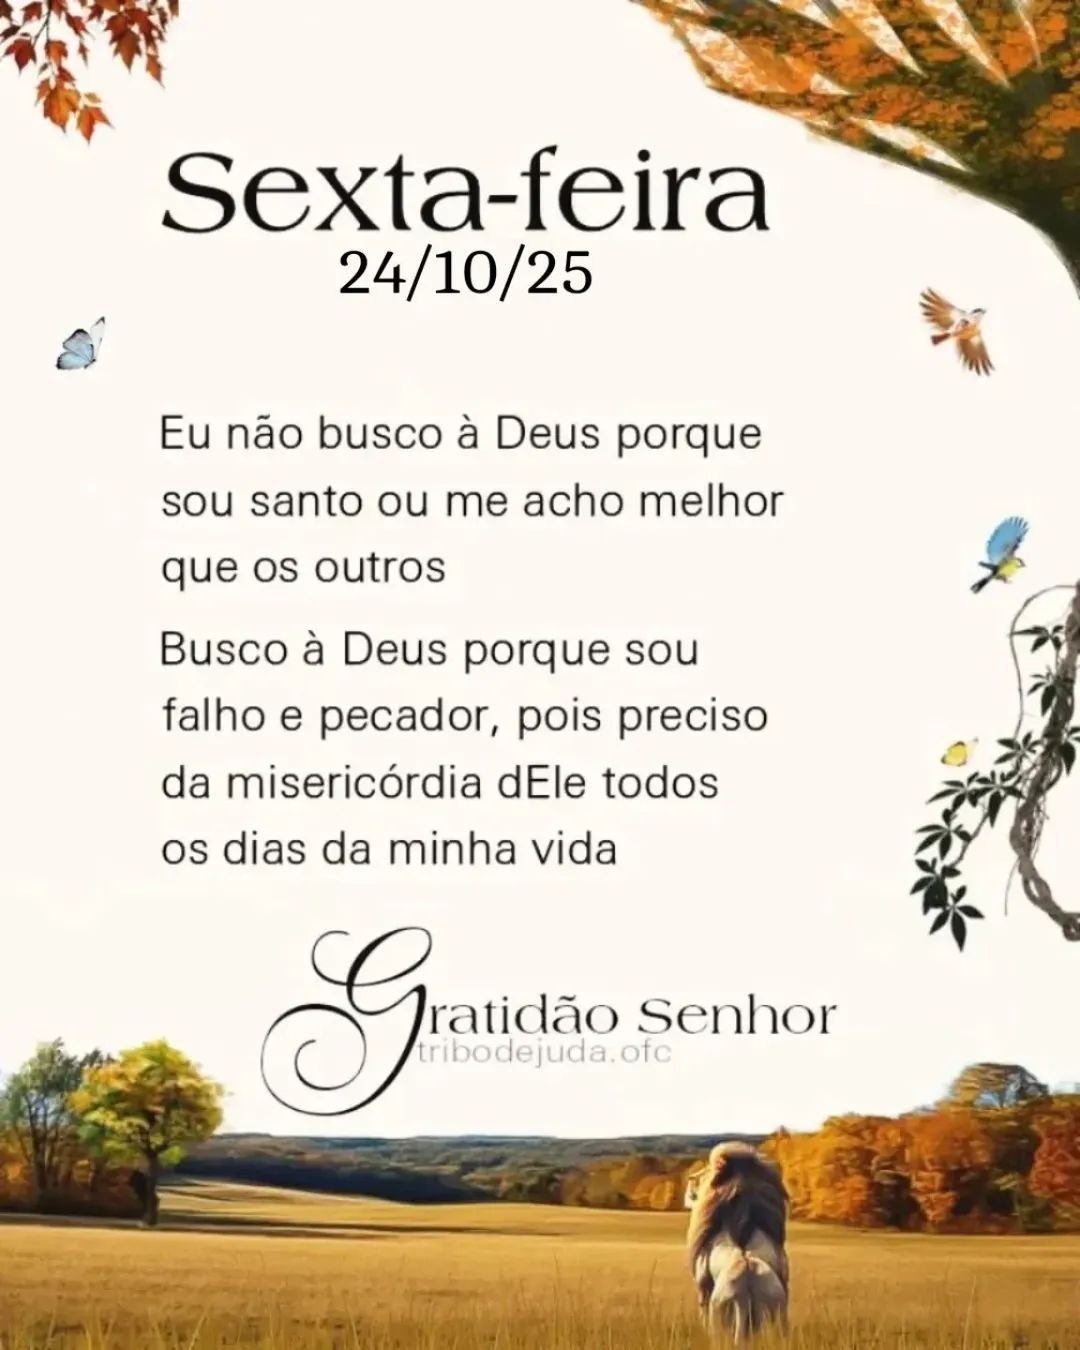 Sexta-feira
24/10/25
Eu não busco à Deus porque
sou santo ou me acho melhor
que os outros
Busco à Deus porque sou
falho e pecador, pois preciso
da misericórdia dEle todos
os dias da minha vida
Gratidão Senhor
tribodejuda.ofc